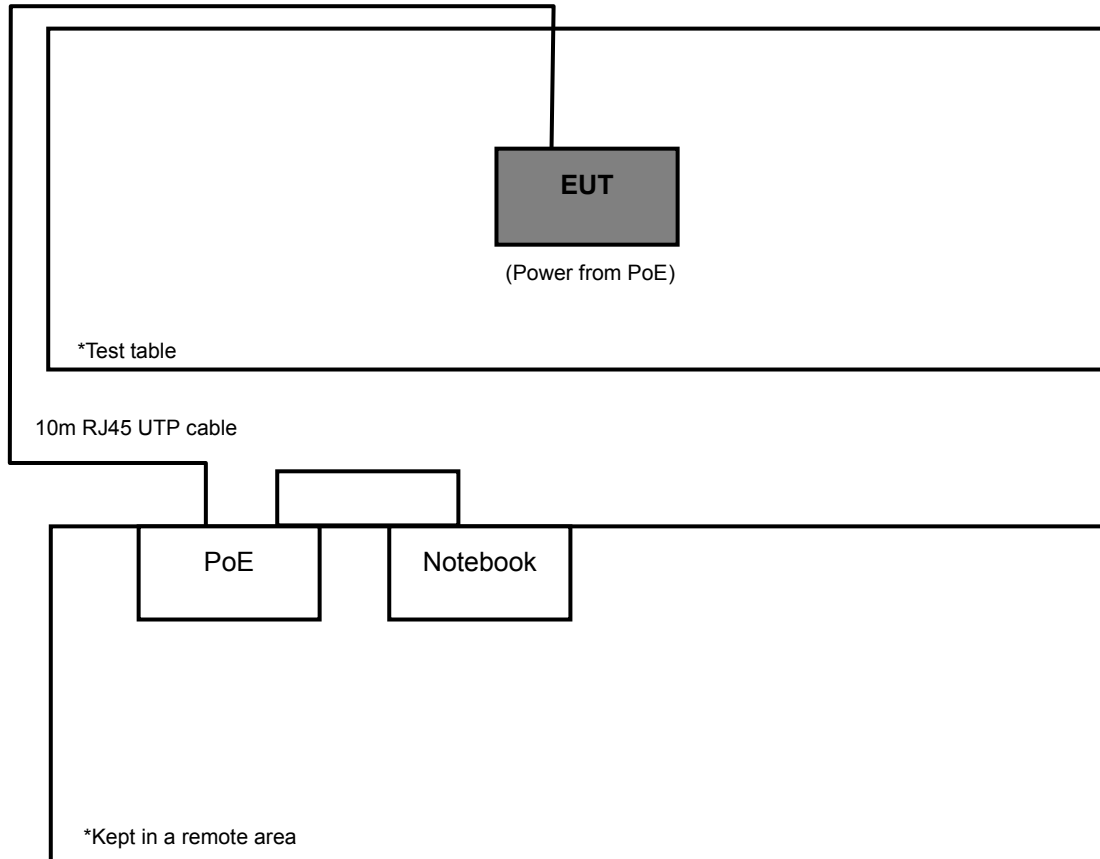 EUT
(Power from PoE)
*Test table
10m RJ45 UTP cable
PoE
Notebook
*Kept in a remote area